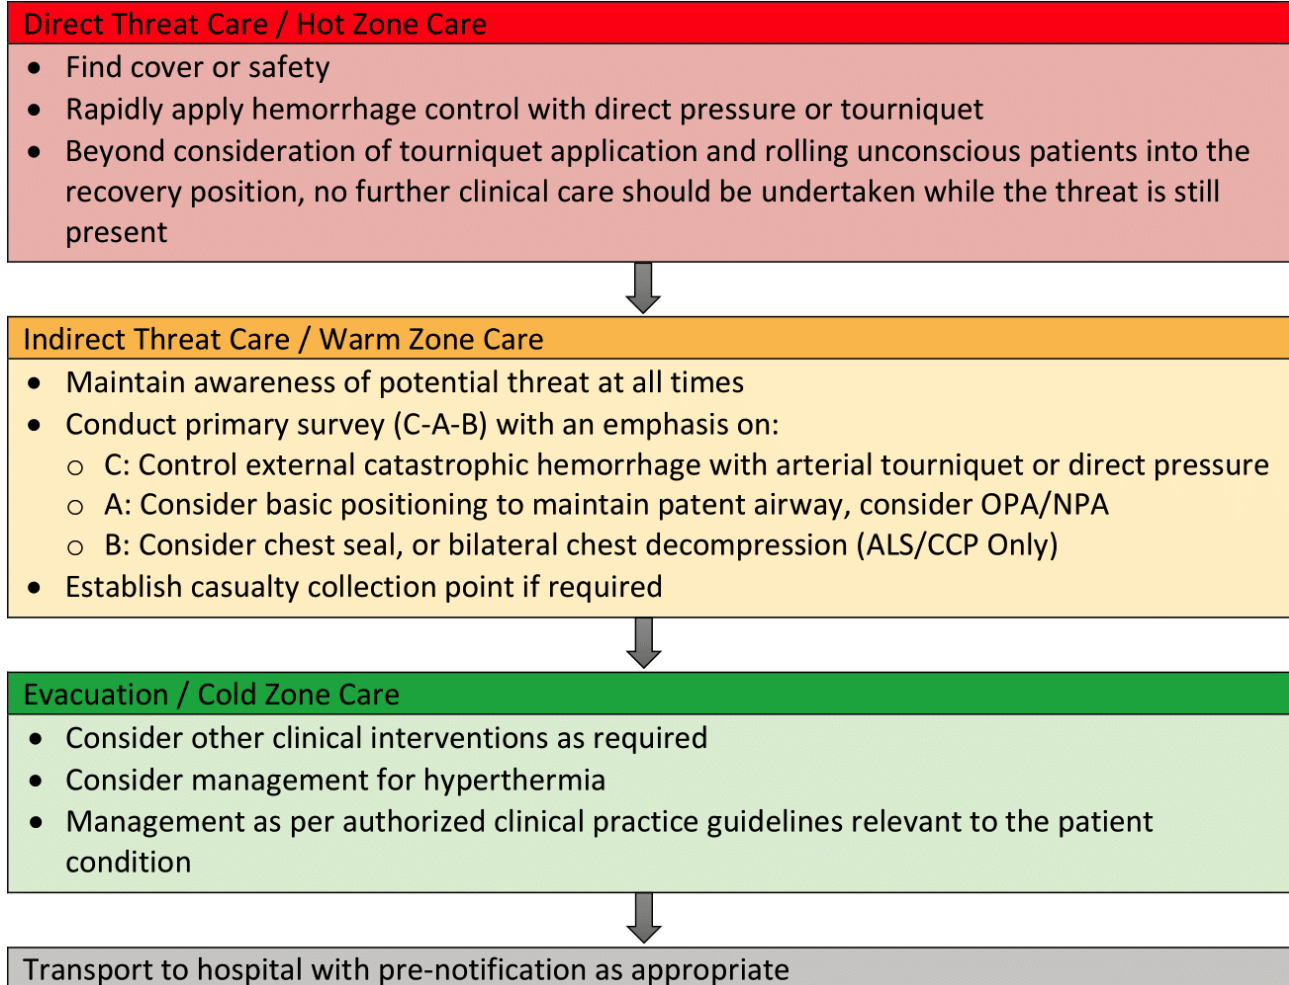 Direct Threat Care / Hot Zone Care
• Find cover or safety
• Rapidly apply hemorrhage control with direct pressure or tourniquet
• Beyond consideration of tourniquet application and rolling unconscious patients into the
recovery position, no further clinical care should be undertaken while the threat is still
present
Indirect Threat Care / Warm Zone Care
• Maintain awareness of potential threat at all times
• Conduct primary survey (C-A-B) with an emphasis on:
o C: Control external catastrophic hemorrhage with arterial tourniquet or direct pressure
o A: Consider basic positioning to maintain patent airway, consider OPA/NPA
o B: Consider chest seal, or bilateral chest decompression (ALS/CCP Only)
• Establish casualty collection point if required
Evacuation / Cold Zone Care
• Consider other clinical interventions as required
• Consider management for hyperthermia
• Management as per authorized clinical practice guidelines relevant to the patient
condition
Transport to hospital with pre-notification as appropriate